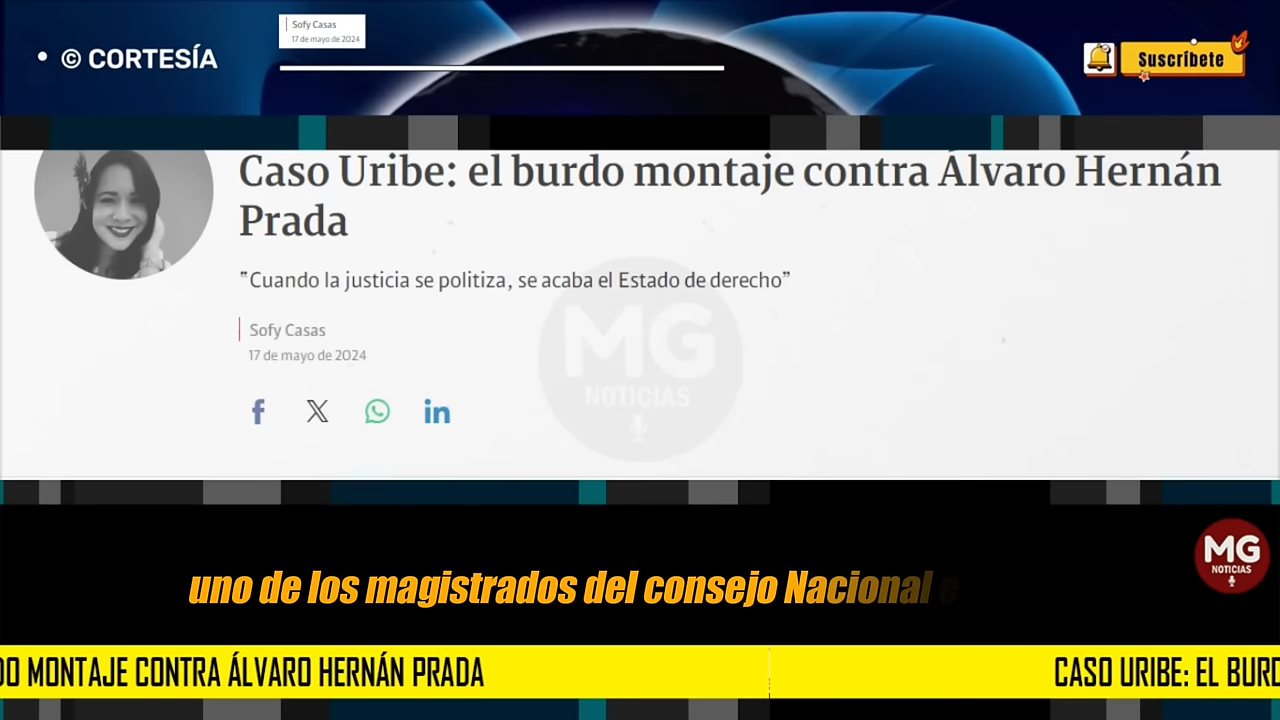 Sofy Casas
17 de mayo de 2024
• © CORTESÍA
Suscríbete
Caso Uribe: el burdo montaje contra Álvaro Hernán
Prada
"Cuando la justicia se politiza, se acaba el Estado de derecho"
Sofy Casas
17 de mayo de 2024
MG
NOTICIAS
uno de los magistrados del consejo Nacional e
MG
NOTICIAS
DO MONTAJE CONTRA ÁLVARO HERNÁN PRADA
CASO URIBE: EL BURD